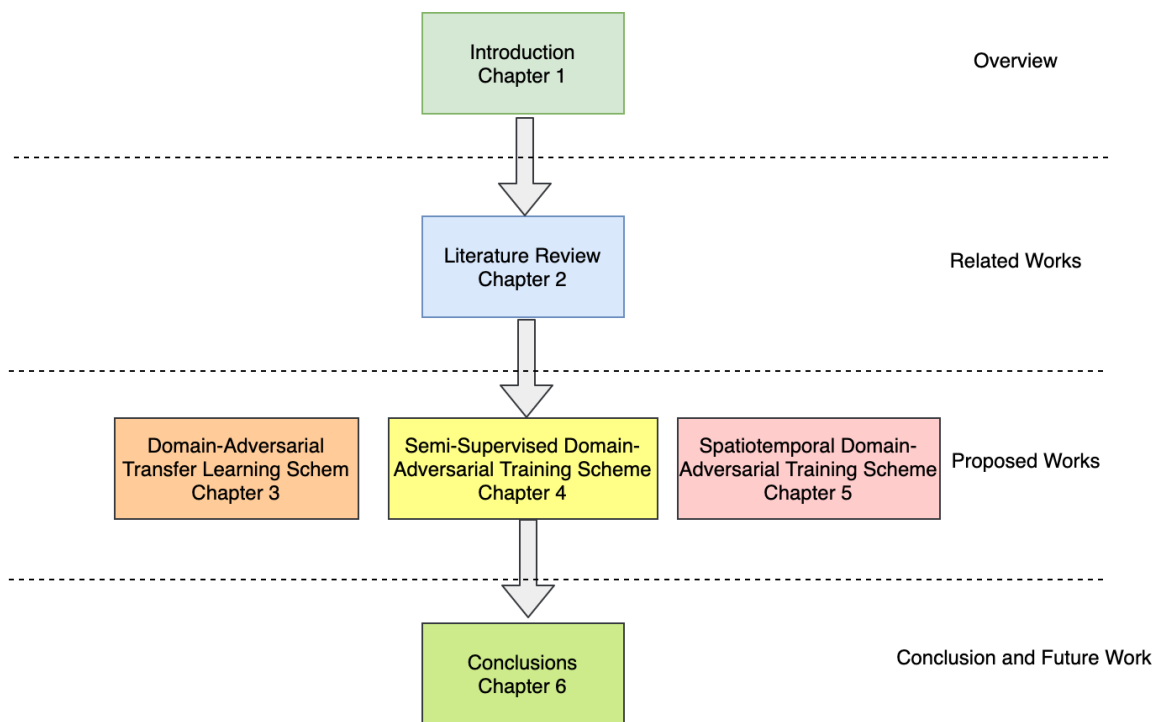 Introduction
Chapter 1
Overview
Literature Review
Chapter 2
Related Works
Domain-Adversarial
Transfer Learning Schem
Chapter 3
Semi-Supervised Domain-
Adversarial Training Scheme
Chapter 4
Spatiotemporal Domain-
Adversarial Training Scheme
Chapter 5
Proposed Works
Conclusions
Chapter 6
Conclusion and Future Work